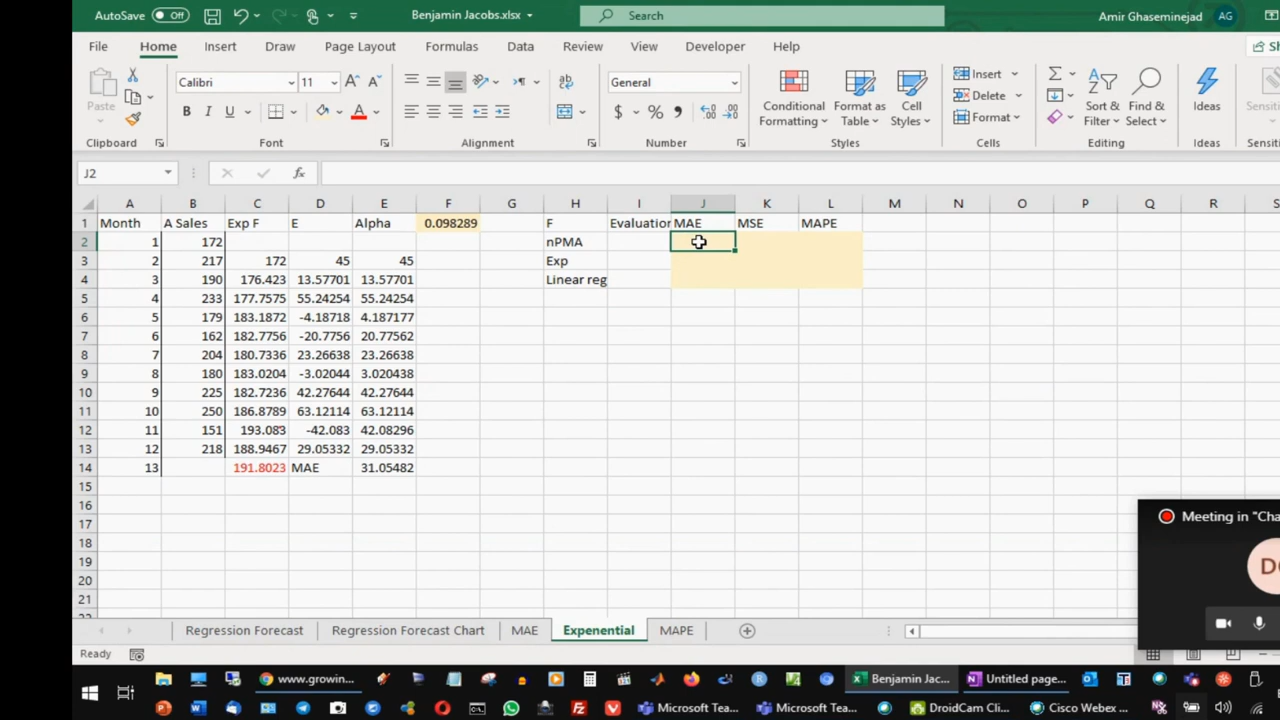 AutoSave Off Benjamin Jacobs.xlsx Search Amir Ghaseminejad AG
File Home Insert Draw Page Layout Formulas Data Review View Developer Help
Paste Calibri 11 General Conditional Formatting Format as Table Cell Styles Insert Delete Format Sort & Filter Find & Select Ideas
B I U $ %
Clipboard Font Alignment Number Styles Cells Editing Ideas
J2 fx
A B C D E F G H I J K L M N O P Q R
1 Month A Sales Exp F E Alpha 0.098289 F Evaluation MAE MSE MAPE
2 1 172 nPMA
3 2 217 172 45 45 Exp
4 3 190 176.423 13.57701 13.57701 Linear reg
5 4 233 177.7575 55.24254 55.24254
6 5 179 183.1872 -4.18718 4.187177
7 6 162 182.7756 -20.7756 20.77562
8 7 204 180.7336 23.26638 23.26638
9 8 180 183.0204 -3.02044 3.020438
10 9 225 182.7236 42.27644 42.27644
11 10 250 186.8789 63.12114 63.12114
12 11 151 193.083 -42.083 42.08296
13 12 218 188.9467 29.05332 29.05332
14 13 191.8023 MAE 31.05482
15
16
17
18
19
20
21
Meeting in "Cha
Regression Forecast Regression Forecast Chart MAE Expenential MAPE
Ready
www.growin... Benjamin Jac... Untitled page...
Microsoft Tea... Microsoft Tea... DroidCam Cli... Cisco Webex ...